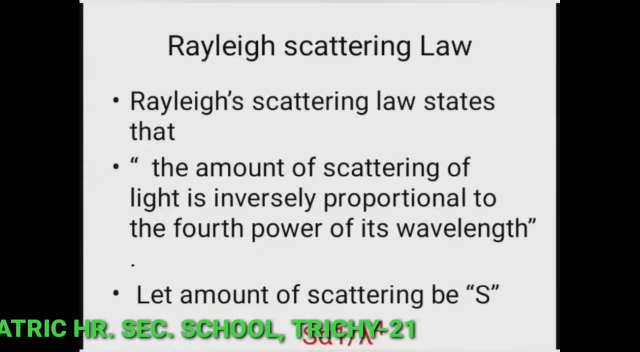 Rayleigh scattering Law
• Rayleigh's scattering law states
that
• “ the amount of scattering of
light is inversely proportional to
the fourth power of its wavelength”
.
• Let amount of scattering be “S”
ATRIC HR. SEC. SCHOOL, TRICHY-21